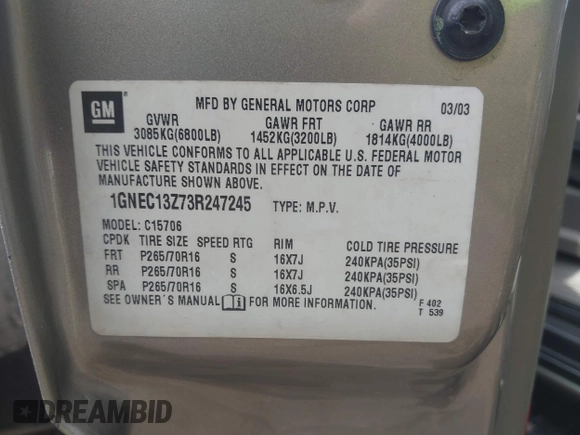 GM
MFD BY GENERAL MOTORS CORP 03/03
GVWR GAWR FRT GAWR RR
3085KG(6800LB) 1452KG(3200LB) 1814KG(4000LB)
THIS VEHICLE CONFORMS TO ALL APPLICABLE U.S. FEDERAL MOTOR
VEHICLE SAFETY STANDARDS IN EFFECT ON THE DATE OF
MANUFACTURE SHOWN ABOVE.
1GNEC13Z73R247245 TYPE: M.P.V.
MODEL: C15706
CPDK TIRE SIZE SPEED RTG RIM COLD TIRE PRESSURE
FRT P265/70R16 S 16X7J 240KPA(35PSI)
RR P265/70R16 S 16X7J 240KPA(35PSI)
SPA P265/70R16 S 16X6.5J 240KPA(35PSI)
SEE OWNER'S MANUAL FOR MORE INFORMATION.
F 402
T 539
DREAMBID